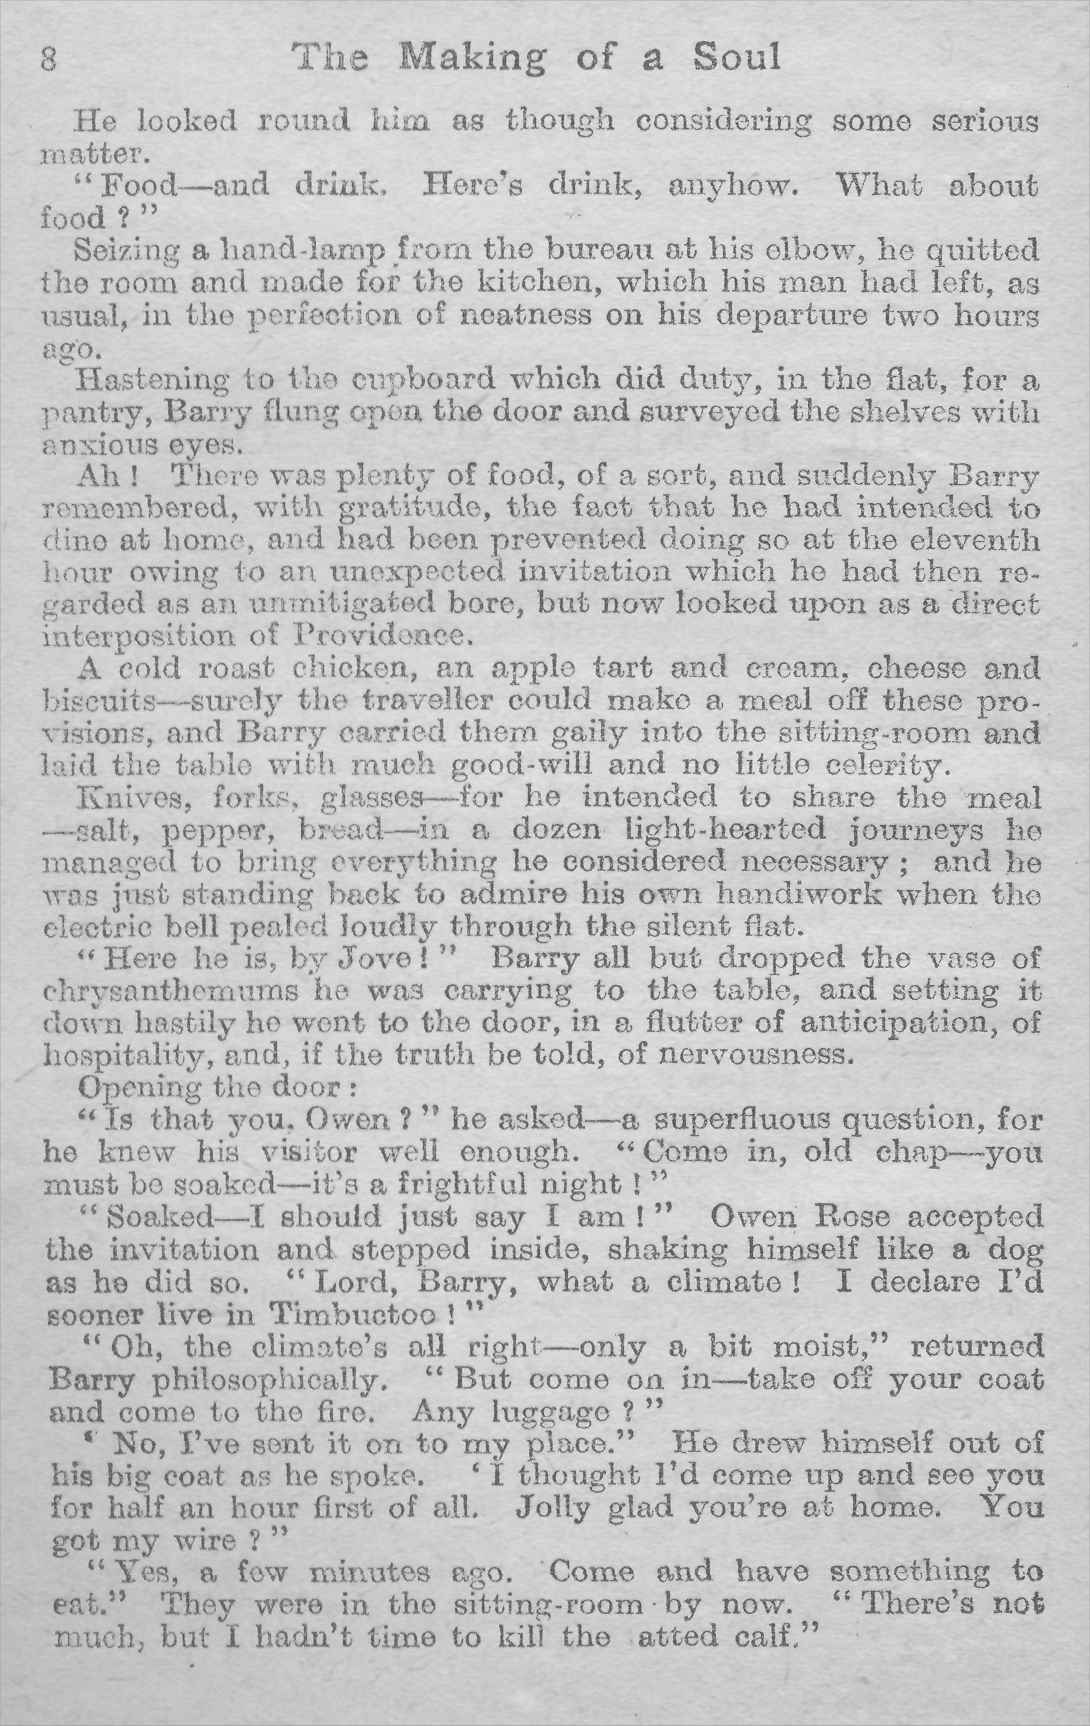 8 The Making of a Soul
He looked round him as though considering some serious
matter.
“Food—and drink. Here’s drink, anyhow. What about
food ? ”
Seizing a hand-lamp from the bureau at his elbow, he quitted
the room and made for the kitchen, which his man had left, as
usual, in the perfection of neatness on his departure two hours
ago.
Hastening to the cupboard which did duty, in the flat, for a
pantry, Barry flung open the door and surveyed the shelves with
anxious eyes.
Ah ! There was plenty of food, of a sort, and suddenly Barry
remembered, with gratitude, the fact that he had intended to
dine at home, and had been prevented doing so at the eleventh
hour owing to an unexpected invitation which he had then re-
garded as an unmitigated bore, but now looked upon as a direct
interposition of Providence.
A cold roast chicken, an apple tart and cream, cheese and
biscuits—surely the traveller could make a meal off these pro-
visions, and Barry carried them gaily into the sitting-room and
laid the table with much good-will and no little celerity.
Knives, forks, glasses—for he intended to share the meal
—salt, pepper, bread—in a dozen light-hearted journeys he
managed to bring everything he considered necessary ; and he
was just standing back to admire his own handiwork when the
electric bell pealed loudly through the silent flat.
“Here he is, by Jove! ” Barry all but dropped the vase of
chrysanthemums he was carrying to the table, and setting it
down hastily he went to the door, in a flutter of anticipation, of
hospitality, and, if the truth be told, of nervousness.
Opening the door :
“Is that you, Owen ? ” he asked—a superfluous question, for
he knew his visitor well enough. “Come in, old chap—you
must be soaked—it’s a frightful night ! ”
“Soaked—I should just say I am ! ” Owen Rose accepted
the invitation and stepped inside, shaking himself like a dog
as he did so. “Lord, Barry, what a climate ! I declare I’d
sooner live in Timbuctoo ! ”
“Oh, the climate’s all right—only a bit moist,” returned
Barry philosophically. “But come on in—take off your coat
and come to the fire. Any luggage ? ”
‘ No, I’ve sent it on to my place.” He drew himself out of
his big coat as he spoke. ‘ I thought I’d come up and see you
for half an hour first of all. Jolly glad you’re at home. You
got my wire ? ”
“Yes, a few minutes ago. Come and have something to
eat.” They were in the sitting-room by now. “There’s not
much, but I hadn’t time to kill the atted calf.”